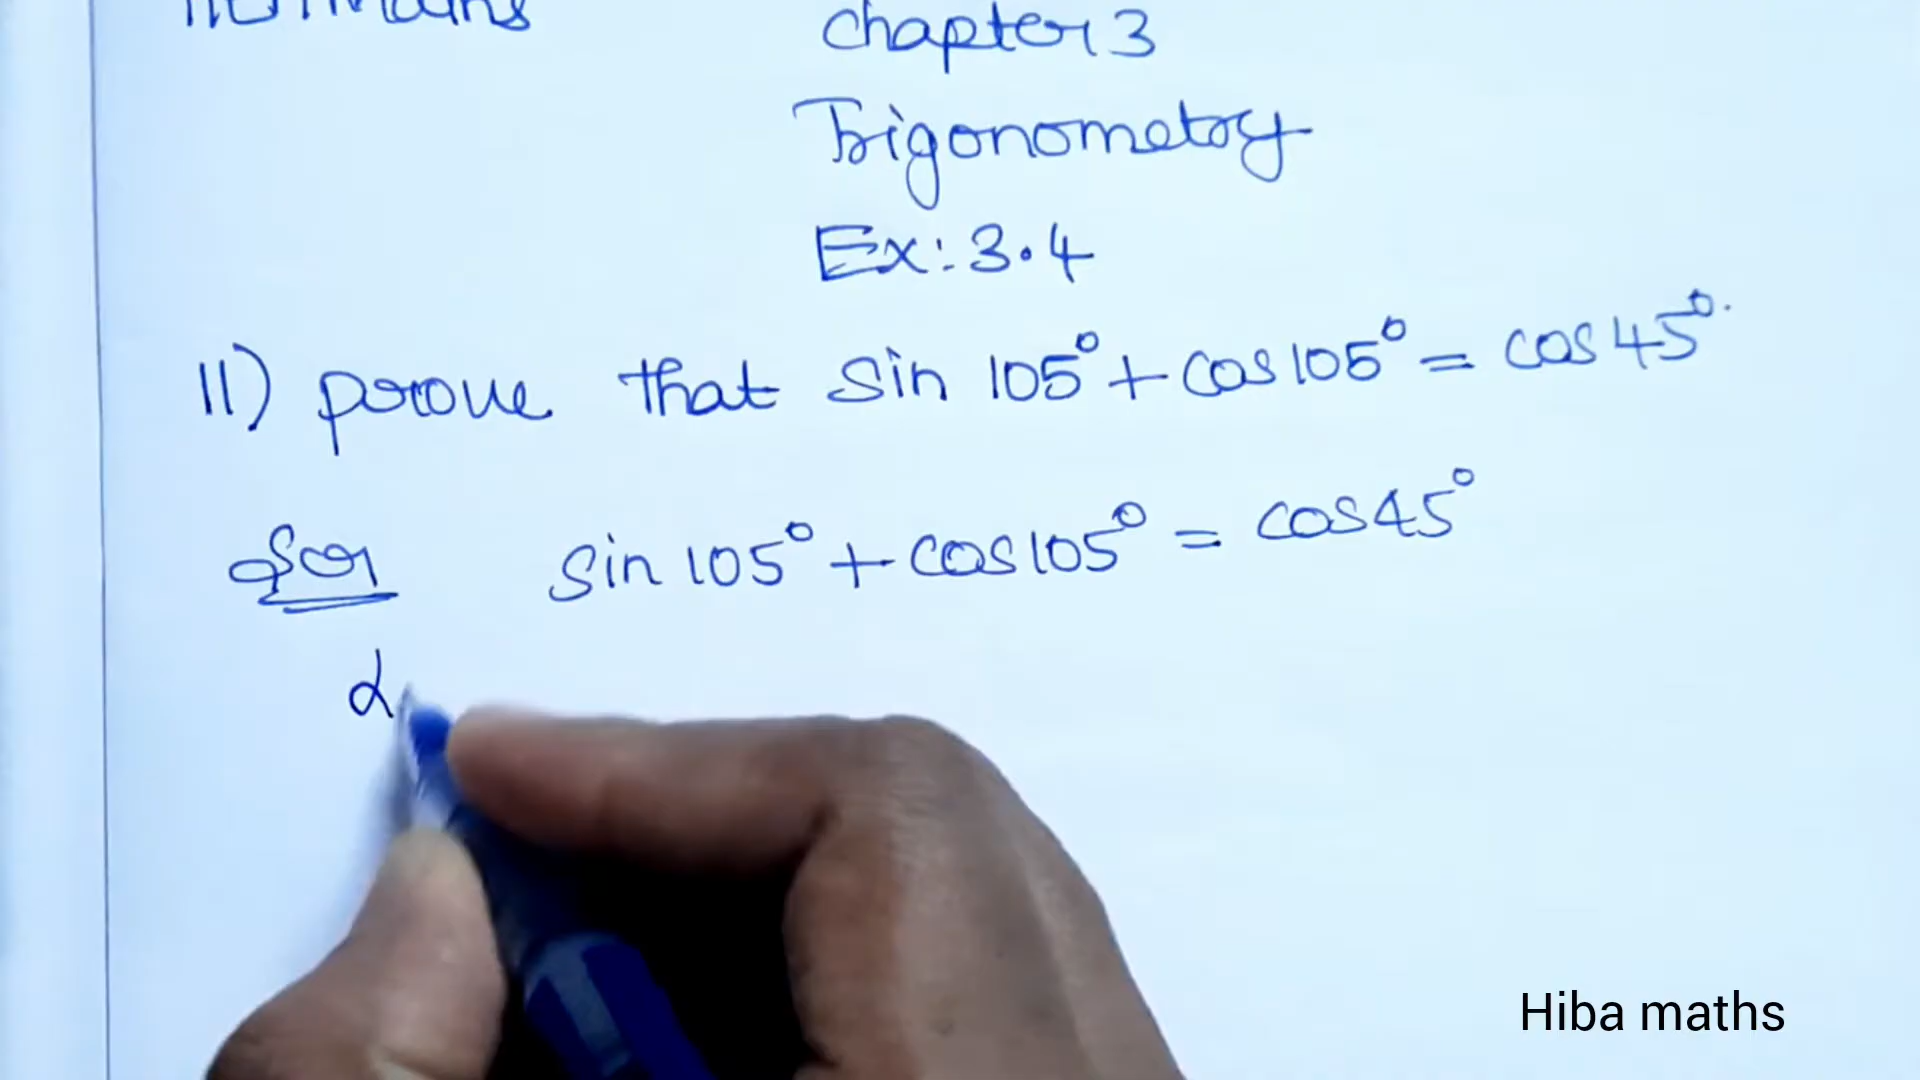 Chapter 3
Trigonometry
Ex: 3.4
11) prove that Sin 105° + cos 105° = cos 45°.
Sol
Sin 105° + cos 105° = cos 45°
Hiba maths